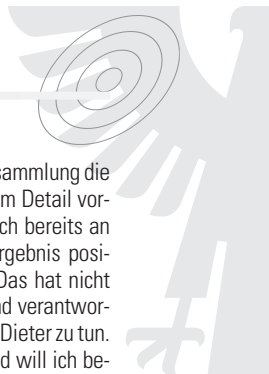 sammlung die
m Detail vor-
ch bereits an
rgebnis posi-
Das hat nicht
nd verantwor-
Dieter zu tun.
d will ich be-